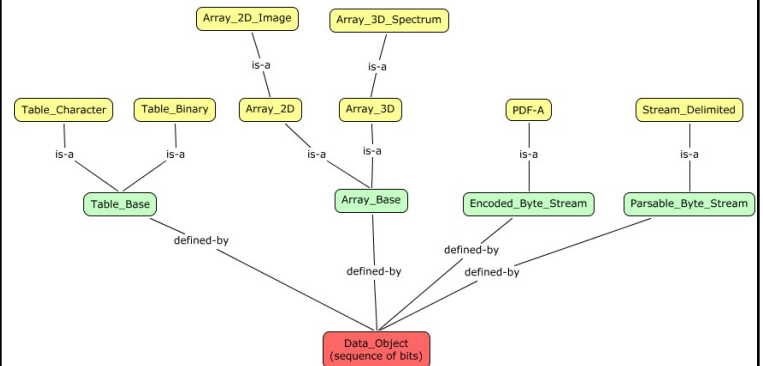 Array_2D_Image
Array_3D_Spectrum
is-a
is-a
Table_Character
Table_Binary
Array_2D
Array_3D
PDF-A
Stream_Delimited
is-a
is-a
is-a
is-a
is-a
is-a
Table_Base
Array_Base
Encoded_Byte_Stream
Parsable_Byte_Stream
defined-by
defined-by
defined-by
defined-by
Data_Object
(sequence of bits)